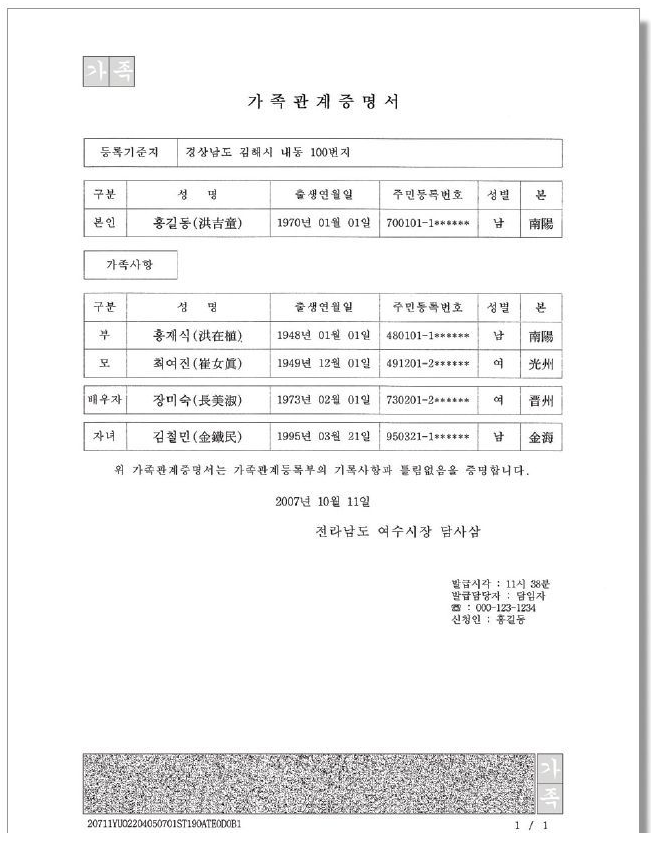 가족
가족관계증명서
등록기준지 경상남도 김해시 내동 100번지
구분 성 명 출생연월일 주민등록번호 성별 본
본인 홍길동(洪吉童) 1970년 01월 01일 700101-1****** 남 南陽
가족사항
구분 성 명 출생연월일 주민등록번호 성별 본
부 홍재식(洪在植) 1948년 01월 01일 480101-1****** 남 南陽
모 최여진(崔女眞) 1949년 12월 01일 491201-2****** 여 光州
배우자 장미숙(長美淑) 1973년 02월 01일 730201-2****** 여 晋州
자녀 김철민(金鐵民) 1995년 03월 21일 950321-1****** 남 金海
위 가족관계증명서는 가족관계등록부의 기록사항과 틀림없음을 증명합니다.
2007년 10월 11일
전라남도 여수시장 담사삼
발급시각 : 11시 38분
발급담당자 : 담임자
☎ : 000-123-1234
신청인 : 홍길동
가족
20711YU02204050701ST190ATE0D0B1
1 / 1